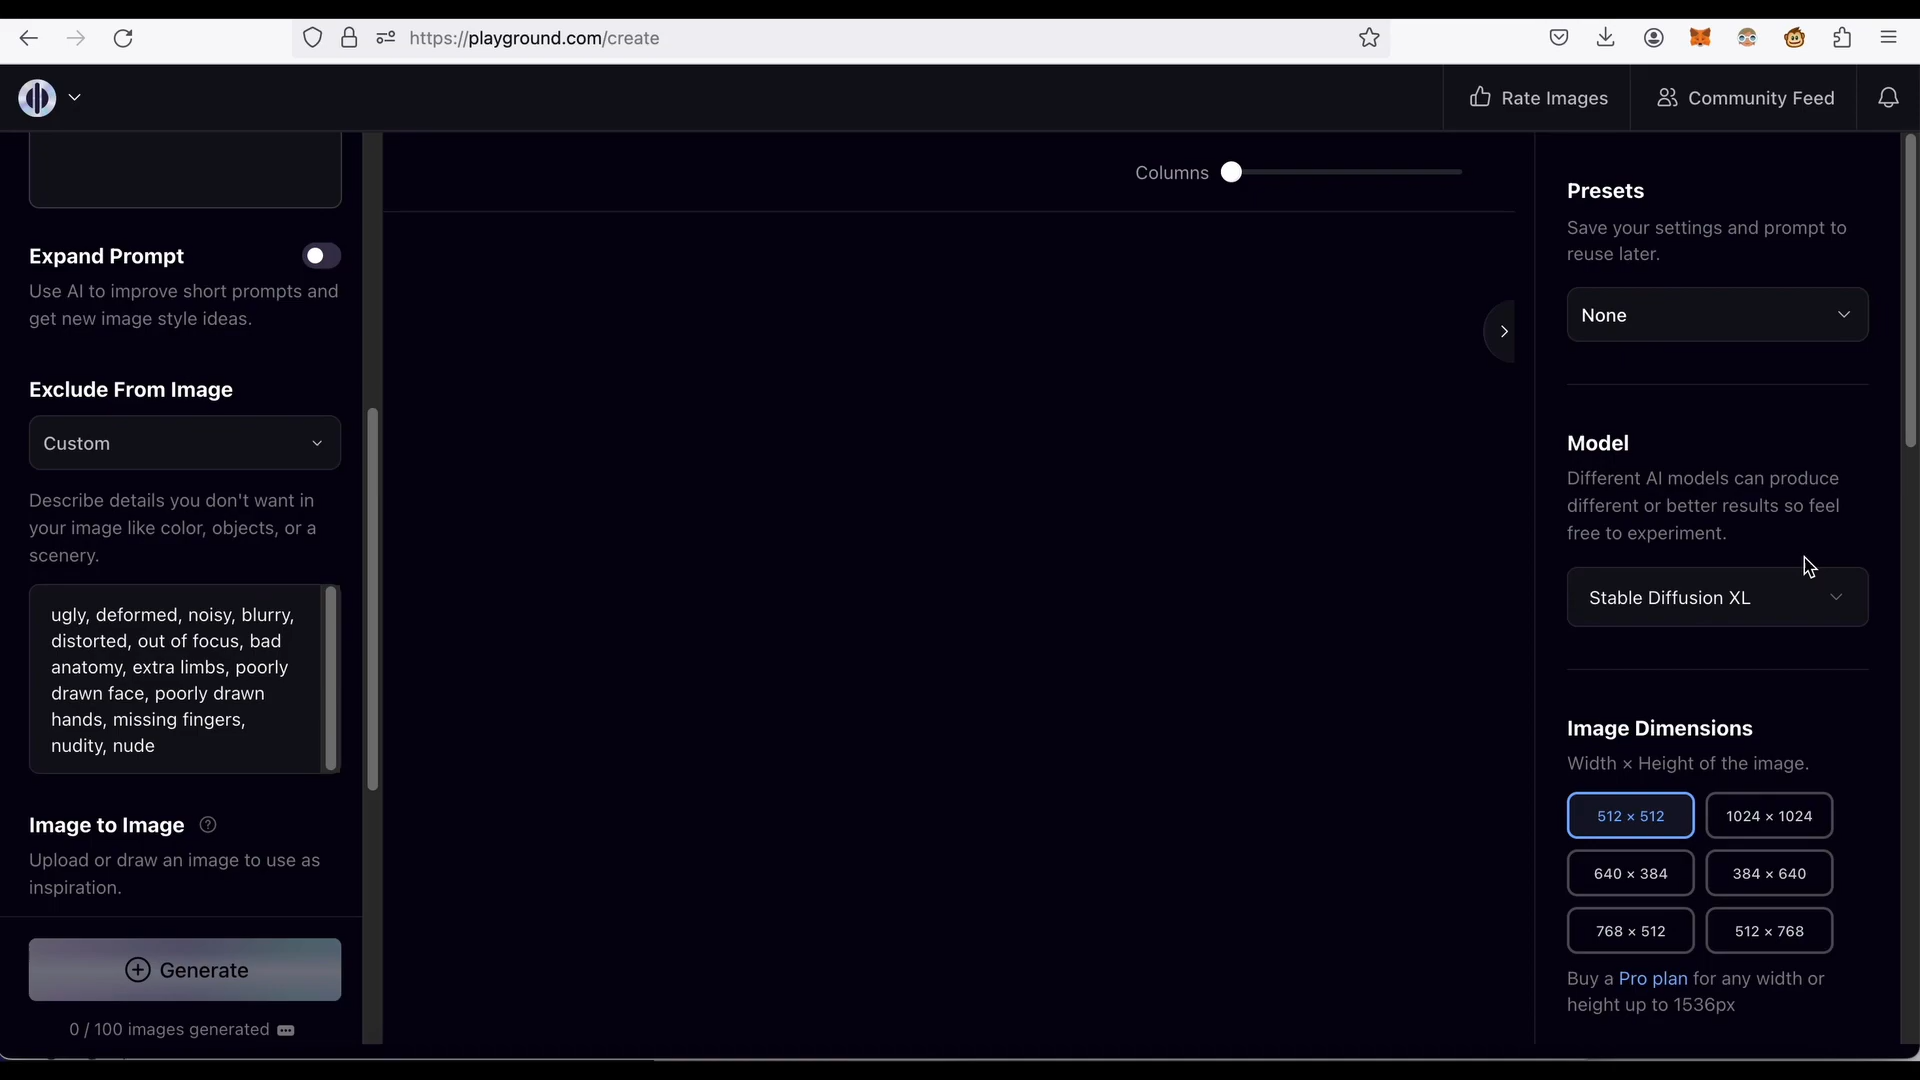 https://playground.com/create
Rate Images
Community Feed
Expand Prompt
Use AI to improve short prompts and
get new image style ideas.
Exclude From Image
Custom
Describe details you don't want in
your image like color, objects, or a
scenery.
ugly, deformed, noisy, blurry,
distorted, out of focus, bad
anatomy, extra limbs, poorly
drawn face, poorly drawn
hands, missing fingers,
nudity, nude
Image to Image
Upload or draw an image to use as
inspiration.
Generate
0 / 100 images generated
Columns
Presets
Save your settings and prompt to
reuse later.
None
Model
Different AI models can produce
different or better results so feel
free to experiment.
Stable Diffusion XL
Image Dimensions
Width × Height of the image.
512 × 512
1024 × 1024
640 × 384
384 × 640
768 × 512
512 × 768
Buy a Pro plan for any width or
height up to 1536px